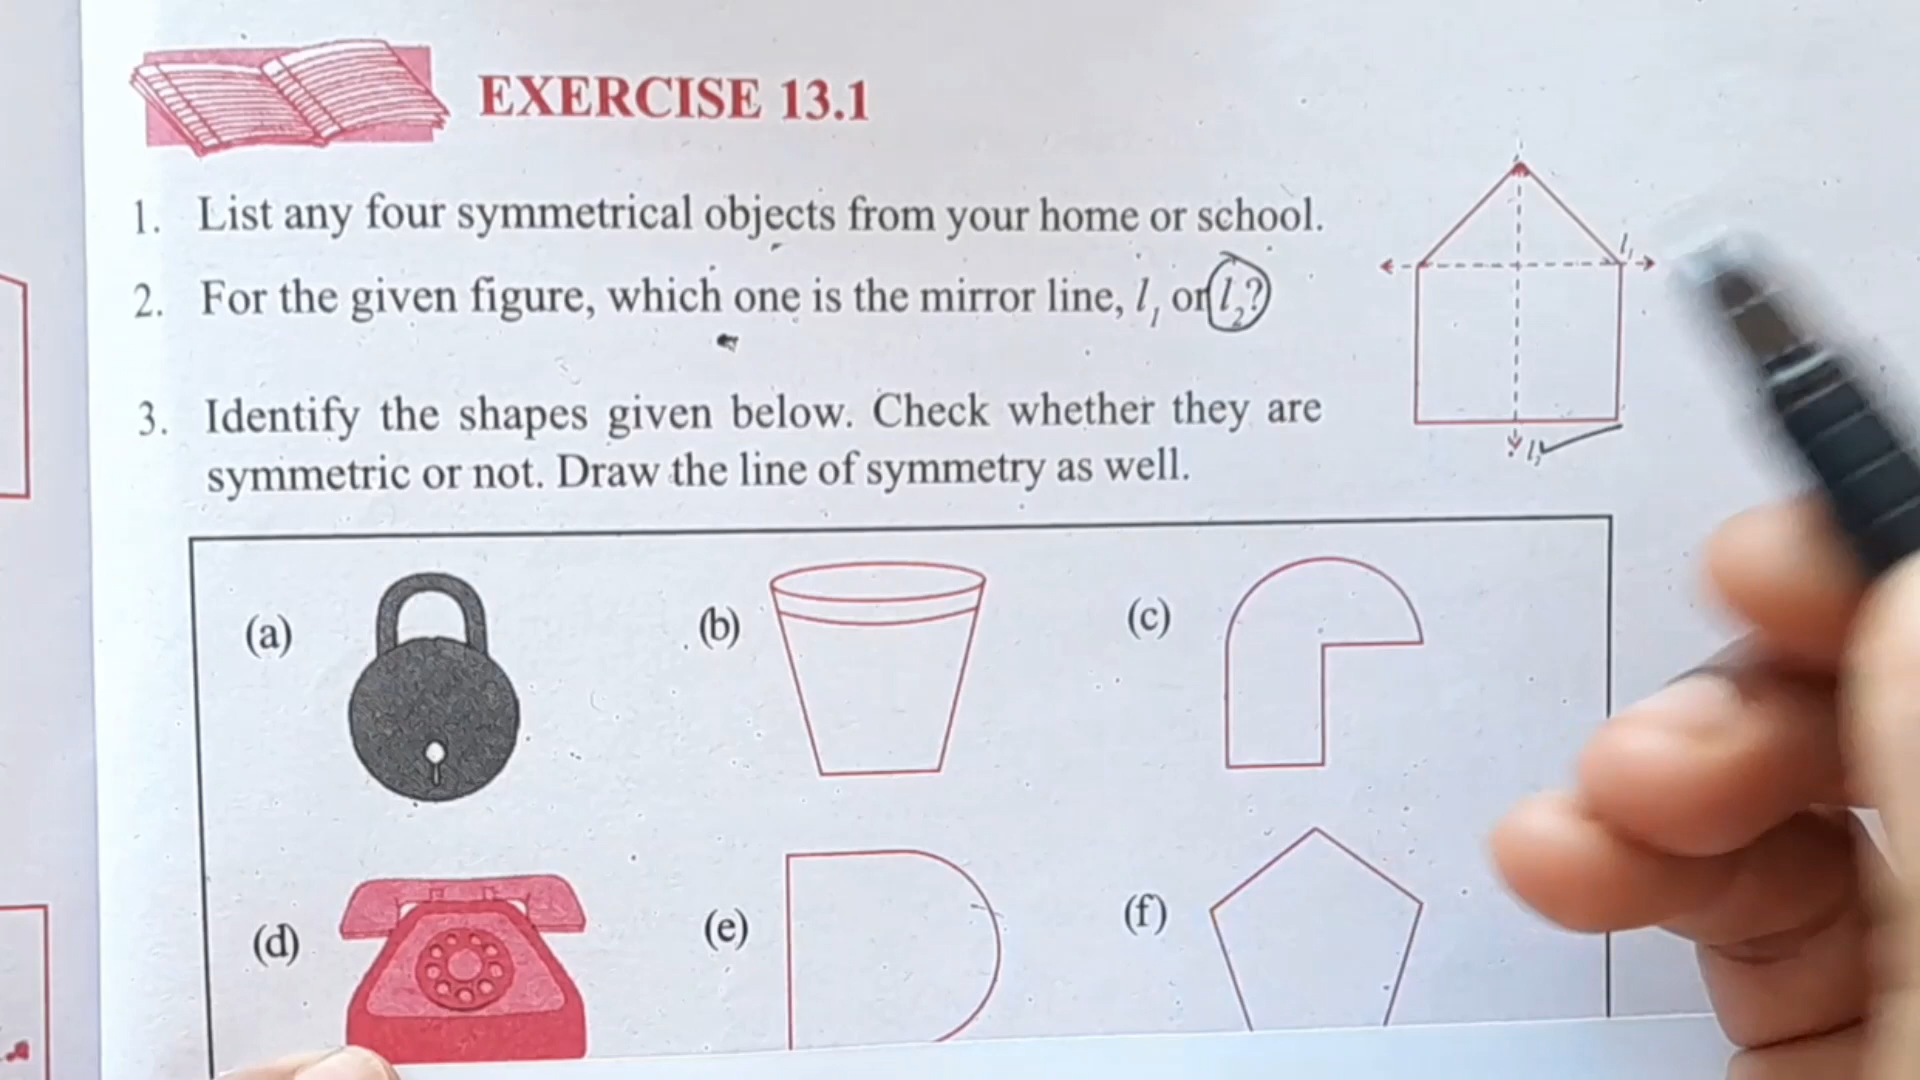 EXERCISE 13.1
1. List any four symmetrical objects from your home or school.
2. For the given figure, which one is the mirror line, l₁ or l₂?
l₁
3. Identify the shapes given below. Check whether they are
l₂
symmetric or not. Draw the line of symmetry as well.
(a) (b) (c)
(d) (e) (f)